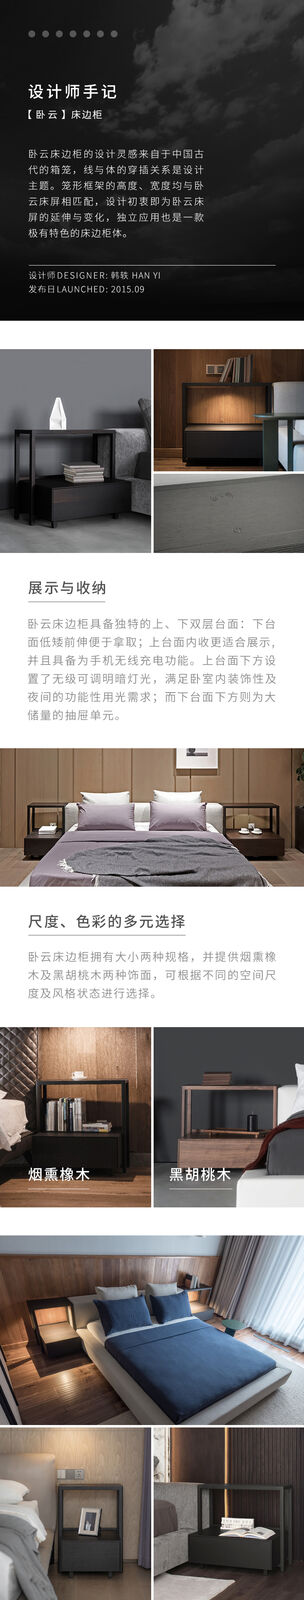 设计师手记
【卧云】床边柜
卧云床边柜的设计灵感来自于中国古
代的箱笼，线与体的穿插关系是设计
主题。笼形框架的高度、宽度均与卧
云床屏相匹配，设计初衷即为卧云床
屏的延伸与变化，独立应用也是一款
极有特色的床边柜体。
设计师DESIGNER: 韩轶 HAN YI
发布日LAUNCHED: 2015.09
展示与收纳
卧云床边柜具备独特的上、下双层台面：下台
面低矮前伸便于拿取；上台面内收更适合展示，
并且具备为手机无线充电功能。上台面下方设
置了无级可调明暗灯光，满足卧室内装饰性及
夜间的功能性用光需求；而下台面下方则为大
储量的抽屉单元。
尺度、色彩的多元选择
卧云床边柜拥有大小两种规格，并提供烟熏橡
木及黑胡桃木两种饰面，可根据不同的空间尺
度及风格状态进行选择。
烟熏橡木
黑胡桃木